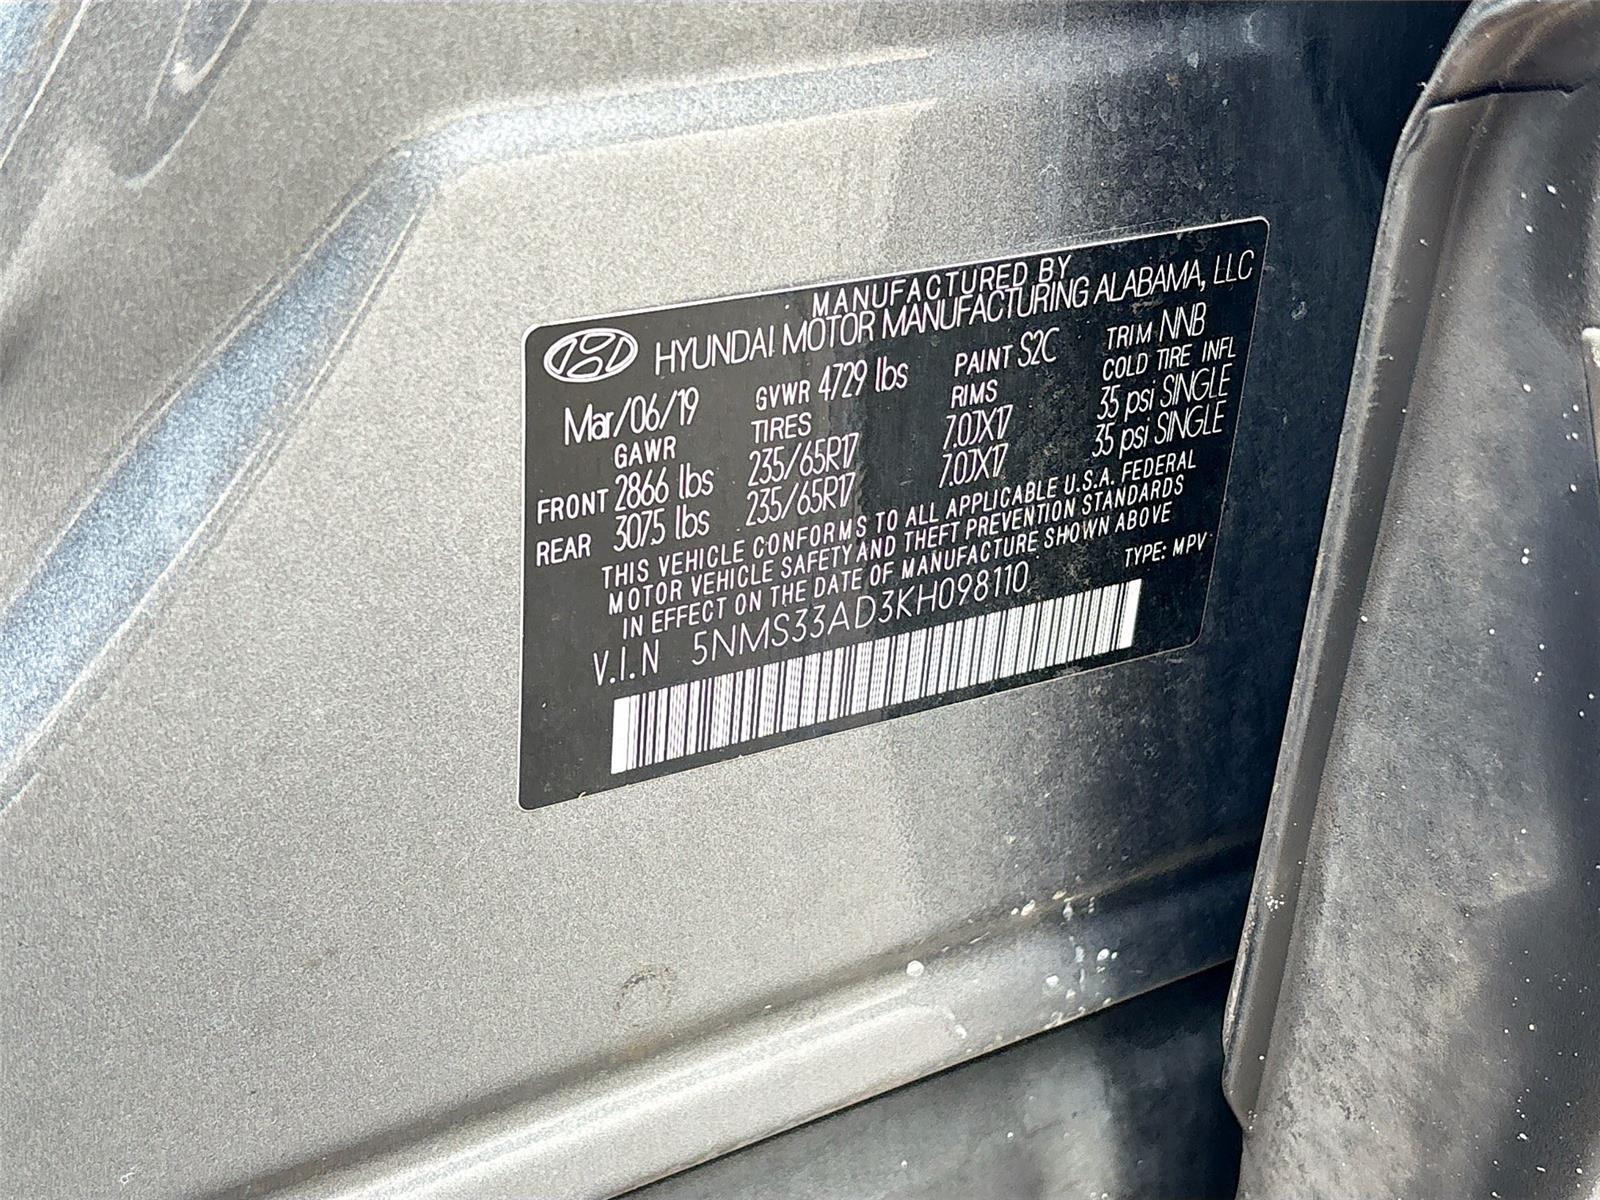 MANUFACTURED BY
HYUNDAI MOTOR MANUFACTURING ALABAMA, LLC
Mar/06/19 GVWR 4729 lbs PAINT S2C TRIM NNB
GAWR TIRES RIMS COLD TIRE INFL
FRONT 2866 lbs 235/65R17 7.0JX17 35 psi SINGLE
REAR 3075 lbs 235/65R17 7.0JX17 35 psi SINGLE
THIS VEHICLE CONFORMS TO ALL APPLICABLE U.S.A. FEDERAL
MOTOR VEHICLE SAFETY AND THEFT PREVENTION STANDARDS
IN EFFECT ON THE DATE OF MANUFACTURE SHOWN ABOVE
V.I.N 5NMS33AD3KH098110 TYPE: MPV